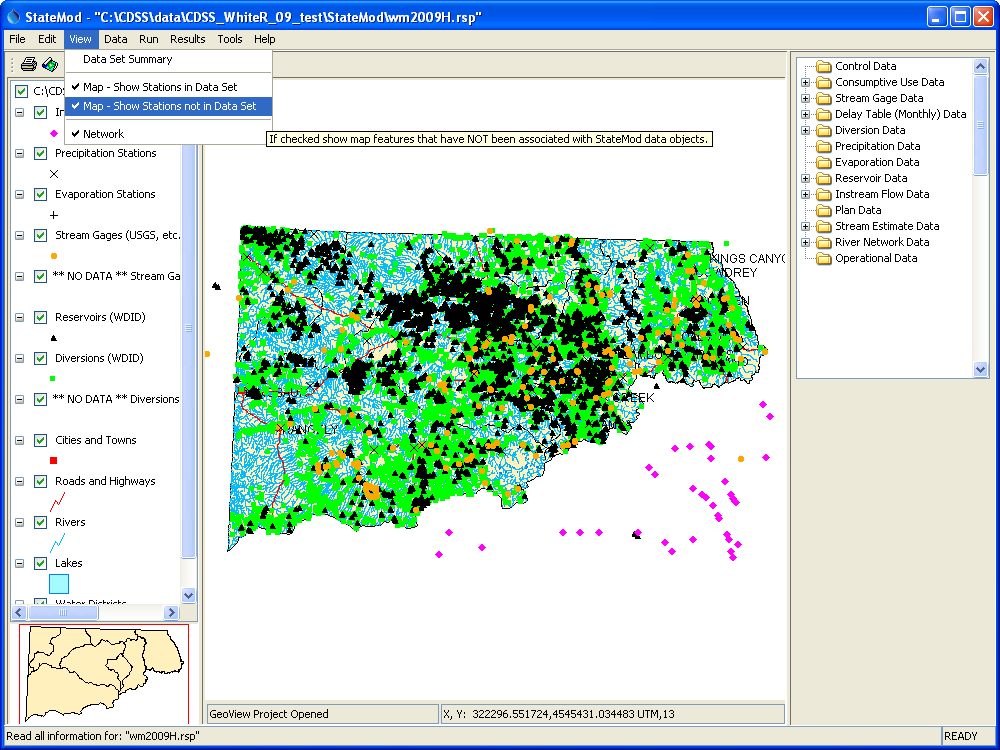 StateMod - "C:\CDSS\data\CDSS_WhiteR_09_test\StateMod\wm2009H.rsp"
File Edit View Data Run Results Tools Help
Data Set Summary
Map - Show Stations in Data Set
Map - Show Stations not in Data Set
Network
If checked show map features that have NOT been associated with StateMod data objects.
C:\CD
In
Precipitation Stations
Evaporation Stations
Stream Gages (USGS, etc.
** NO DATA ** Stream Ga
Reservoirs (WDID)
Diversions (WDID)
** NO DATA ** Diversions
Cities and Towns
Roads and Highways
Rivers
Lakes
Water Districts
KINGS CANYO
EEK
Control Data
Consumptive Use Data
Stream Gage Data
Delay Table (Monthly) Data
Diversion Data
Precipitation Data
Evaporation Data
Reservoir Data
Instream Flow Data
Plan Data
Stream Estimate Data
River Network Data
Operational Data
GeoView Project Opened
X, Y: 322296.551724,4545431.034483 UTM,13
Read all information for: "wm2009H.rsp"
READY